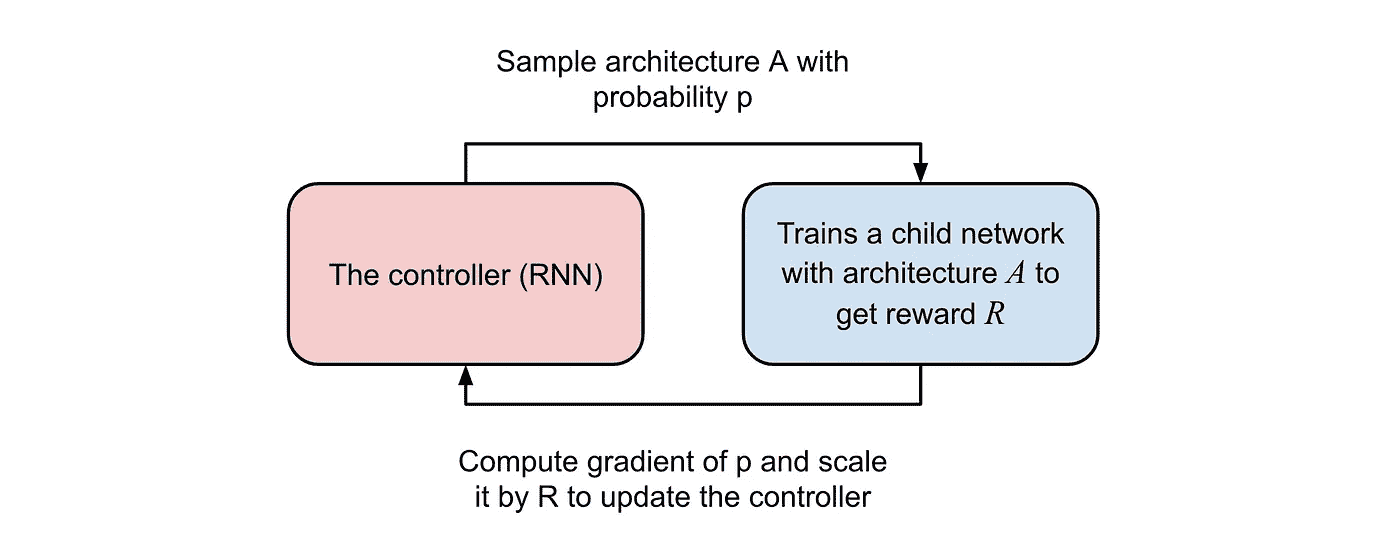 Sample architecture A with
probability p
The controller (RNN)
Trains a child network
with architecture A to
get reward R
Compute gradient of p and scale
it by R to update the controller